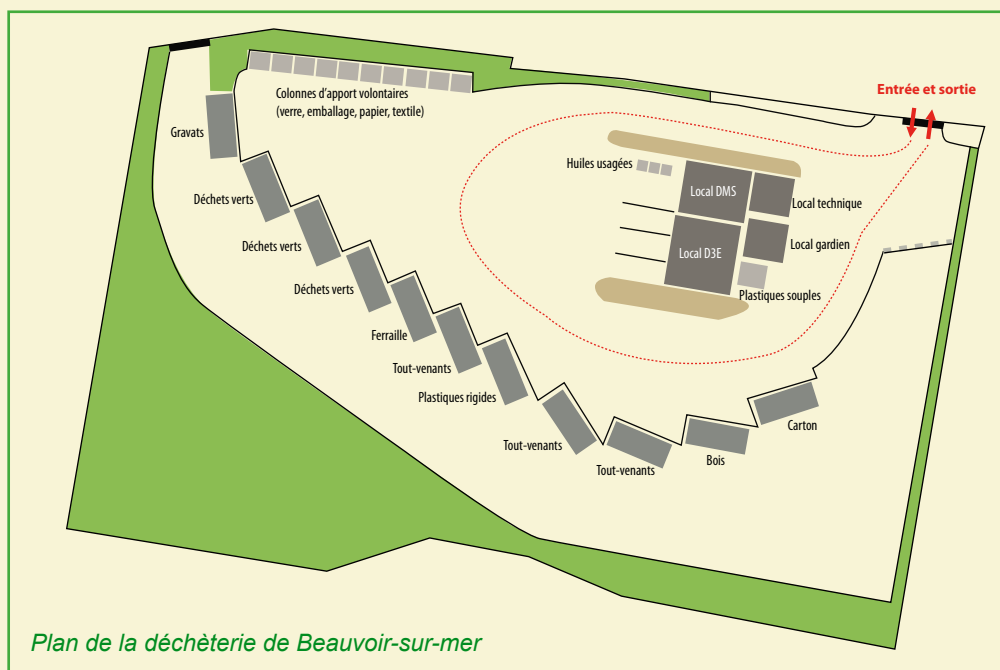 Entrée et sortie
Colonnes d'apport volontaires
(verre, emballage, papier, textile)
Gravats
Huiles usagées
Local DMS
Local technique
Déchets verts
Déchets verts
Local D3E
Local gardien
Déchets verts
Plastiques souples
Ferraille
Tout-venants
Plastiques rigides
Tout-venants
Tout-venants
Bois
Carton
Plan de la déchèterie de Beauvoir-sur-mer